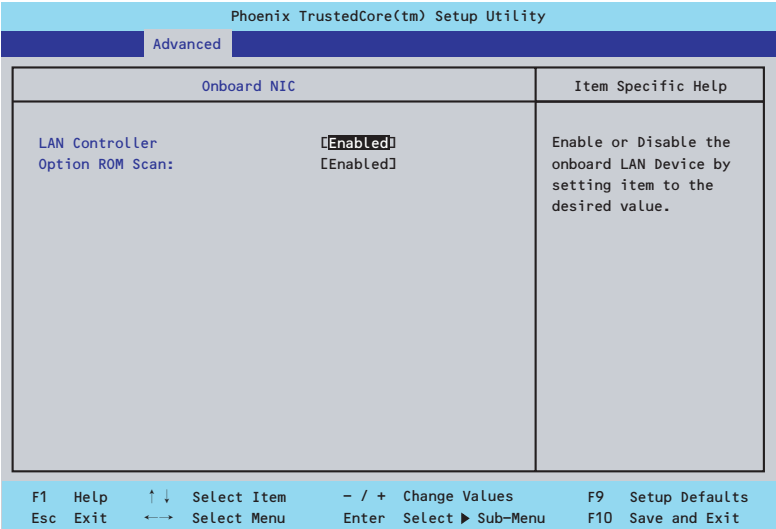 Phoenix TrustedCore(tm) Setup Utility
Advanced
Onboard NIC
Item Specific Help
LAN Controller [Enabled]
Option ROM Scan: [Enabled]
Enable or Disable the
onboard LAN Device by
setting item to the
desired value.
F1 Help ↑↓ Select Item - / + Change Values F9 Setup Defaults
Esc Exit ←→ Select Menu Enter Select ▶ Sub-Menu F10 Save and Exit